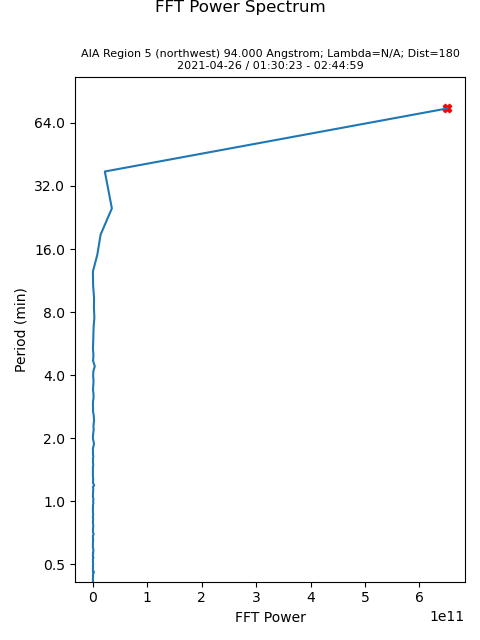 FFT Power Spectrum
AIA Region 5 (northwest) 94.000 Angstrom; Lambda=N/A; Dist=180
2021-04-26 / 01:30:23 - 02:44:59
64.0
32.0
16.0
8.0
4.0
2.0
1.0
0.5
Period (min)
0 1 2 3 4 5 6
1e11
FFT Power